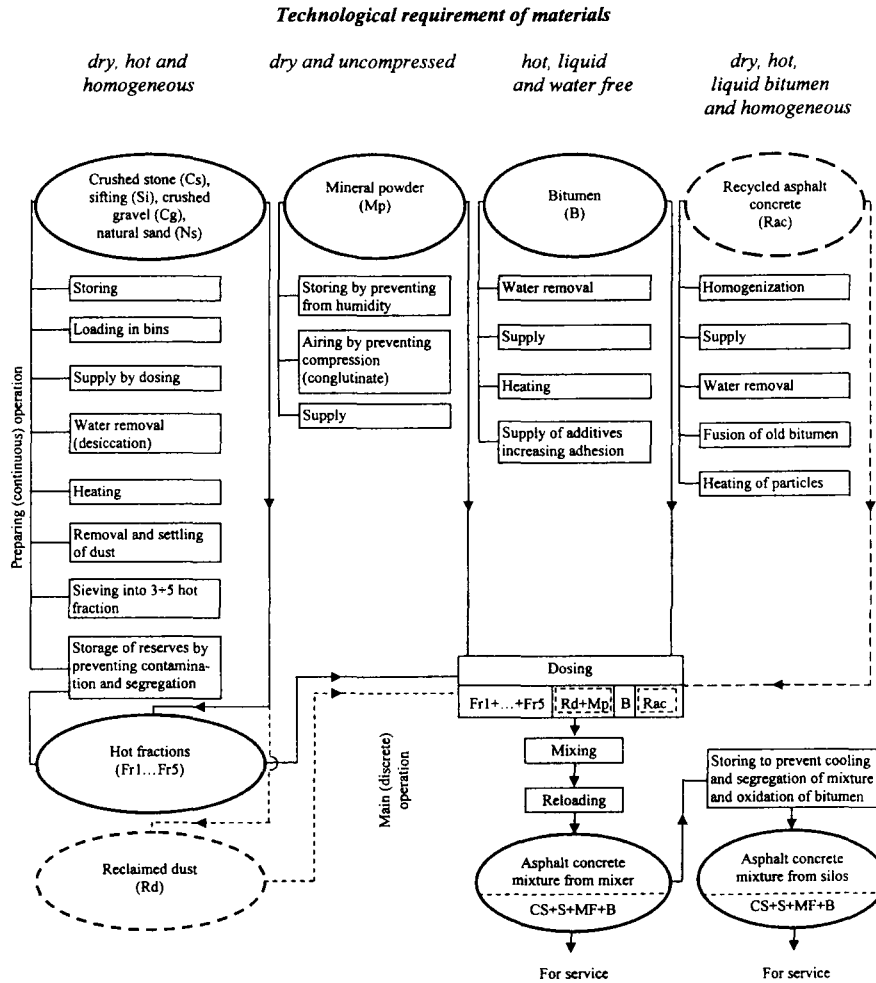 Technological requirement of materials
dry, hot and
homogeneous
dry and uncompressed
hot, liquid
and water free
dry, hot,
liquid bitumen
and homogeneous
Crushed stone (Cs),
sifting (Si), crushed
gravel (Cg),
natural sand (Ns)
Mineral powder
(Mp)
Bitumen
(B)
Recycled asphalt
concrete
(Rac)
Preparing (continuous) operation
Storing
Loading in bins
Supply by dosing
Water removal
(desiccation)
Heating
Removal and settling
of dust
Sieving into 3+5 hot
fraction
Storage of reserves by
preventing contamina-
tion and segregation
Storing by preventing
from humidity
Airing by preventing
compression
(conglutinate)
Supply
Water removal
Supply
Heating
Supply of additives
increasing adhesion
Homogenization
Supply
Water removal
Fusion of old bitumen
Heating of particles
Hot fractions
(Fr1...Fr5)
Reclaimed dust
(Rd)
Main (discrete)
operation
Dosing
Fr1+...+Fr5
Rd+Mp
B
Rac
Mixing
Reloading
Asphalt concrete
mixture from mixer
CS+S+MF+B
For service
Storing to prevent cooling
and segregation of mixture
and oxidation of bitumen
Asphalt concrete
mixture from silos
CS+S+MF+B
For service